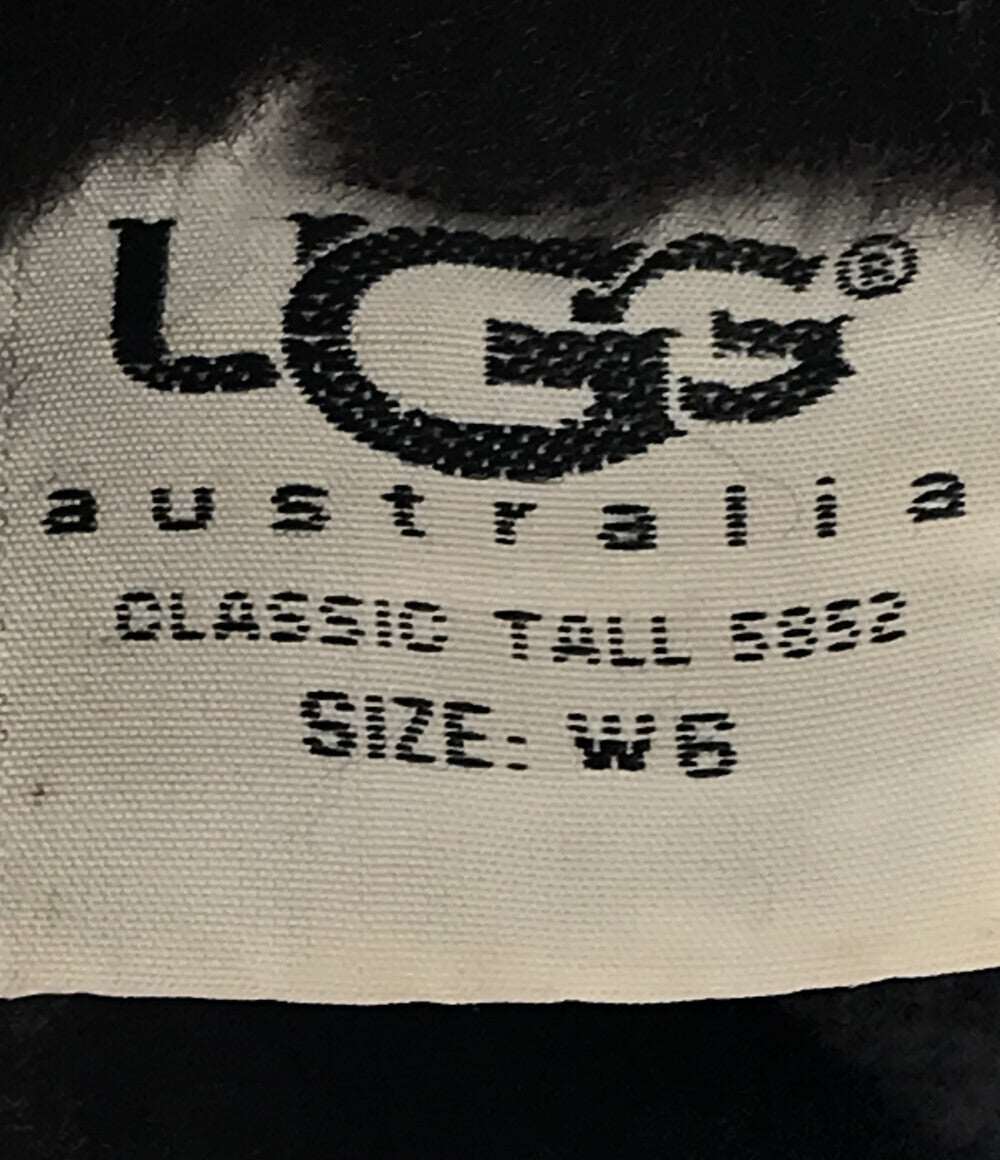 UGG®
australia
CLASSIC TALL 5852
SIZE: W6